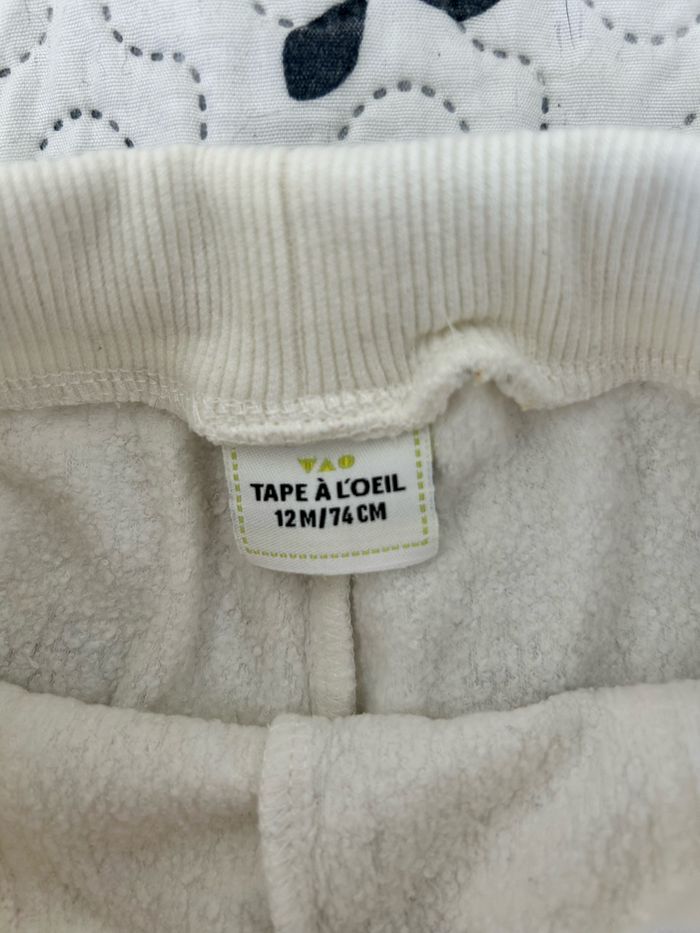 TAO
TAPE À L'OEIL
12M/74CM